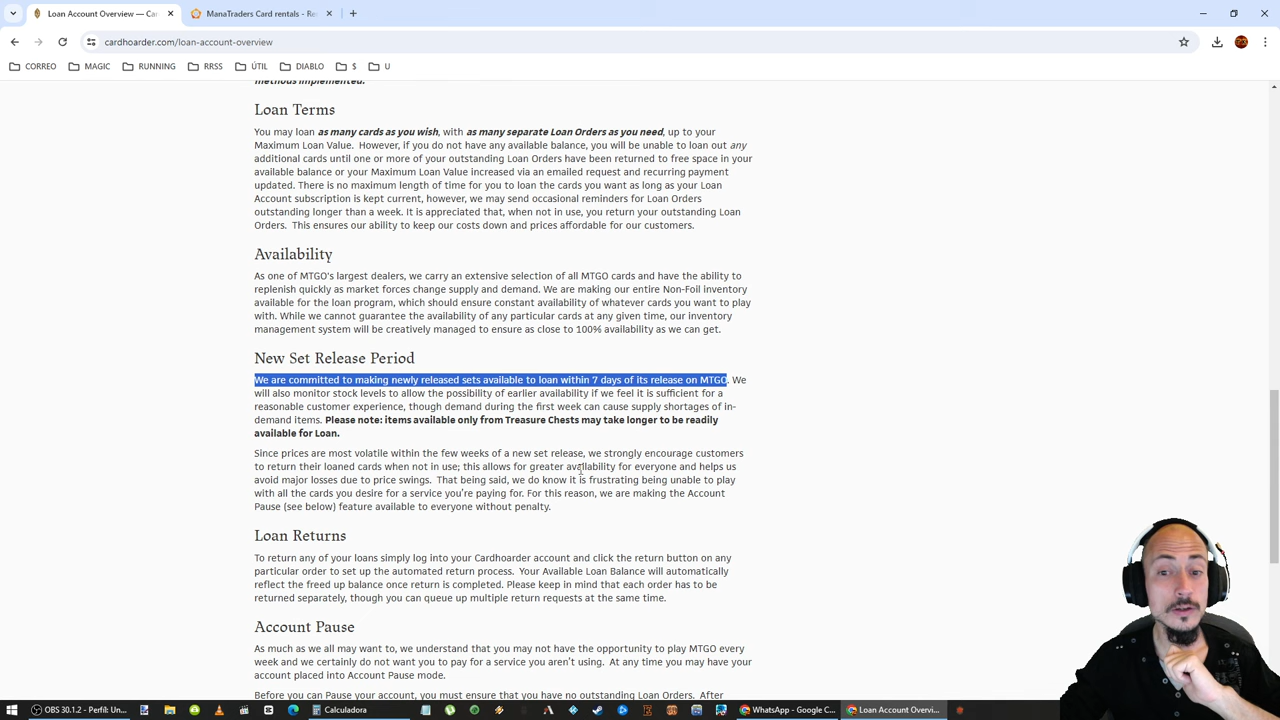 Loan Account Overview — Ca
ManaTraders Card rentals - Re
cardhoarder.com/loan-account-overview
CORREO
MAGIC
RUNNING
RRSS
ÚTIL
DIABLO
$
U
methods implemented.
Loan Terms
You may loan as many cards as you wish, with as many separate Loan Orders as you need, up to your
Maximum Loan Value. However, if you do not have any available balance, you will be unable to loan out any
additional cards until one or more of your outstanding Loan Orders have been returned to free space in your
available balance or your Maximum Loan Value increased via an emailed request and recurring payment
updated. There is no maximum length of time for you to loan the cards you want as long as your Loan
Account subscription is kept current, however, we may send occasional reminders for Loan Orders
outstanding longer than a week. It is appreciated that, when not in use, you return your outstanding Loan
Orders. This ensures our ability to keep our costs down and prices affordable for our customers.
Availability
As one of MTGO's largest dealers, we carry an extensive selection of all MTGO cards and have the ability to
replenish quickly as market forces change supply and demand. We are making our entire Non-Foil inventory
available for the loan program, which should ensure constant availability of whatever cards you want to play
with. While we cannot guarantee the availability of any particular cards at any given time, our inventory
management system will be creatively managed to ensure as close to 100% availability as we can get.
New Set Release Period
We are committed to making newly released sets available to loan within 7 days of its release on MTGO. We
will also monitor stock levels to allow the possibility of earlier availability if we feel it is sufficient for a
reasonable customer experience, though demand during the first week can cause supply shortages of in-
demand items. Please note: items available only from Treasure Chests may take longer to be readily
available for Loan.
Since prices are most volatile within the few weeks of a new set release, we strongly encourage customers
to return their loaned cards when not in use; this allows for greater availability for everyone and helps us
avoid major losses due to price swings. That being said, we do know it is frustrating being unable to play
with all the cards you desire for a service you're paying for. For this reason, we are making the Account
Pause (see below) feature available to everyone without penalty.
Loan Returns
To return any of your loans simply log into your Cardhoarder account and click the return button on any
particular order to set up the automated return process. Your Available Loan Balance will automatically
reflect the freed up balance once return is completed. Please keep in mind that each order has to be
returned separately, though you can queue up multiple return requests at the same time.
Account Pause
As much as we all may want to, we understand that you may not have the opportunity to play MTGO every
week and we certainly do not want you to pay for a service you aren't using. At any time you may have your
account placed into Account Pause mode.
Before you can Pause your account, you must ensure that you have no outstanding Loan Orders. After
OBS 30.1.2 - Perfil: Un...
Calculadora
WhatsApp - Google C...
Loan Account Overvi...